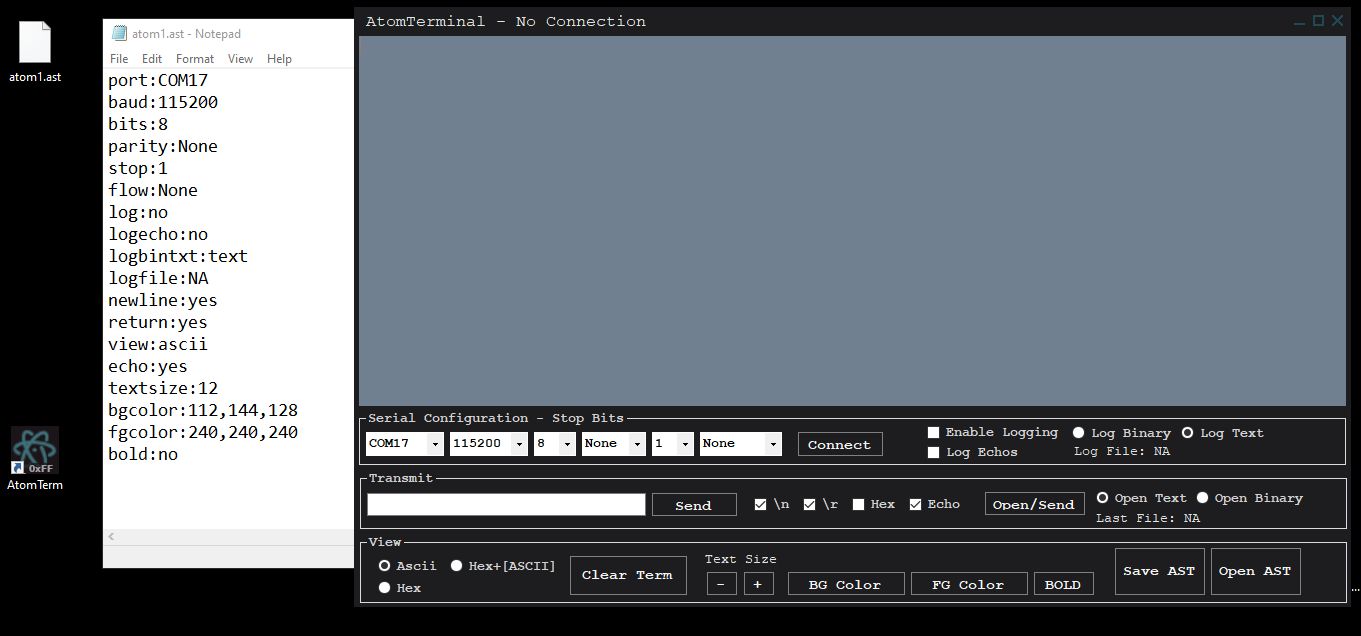 atom1.ast
0xFF
AtomTerm
atom1.ast - Notepad
File Edit Format View Help
port:COM17
baud:115200
bits:8
parity:None
stop:1
flow:None
log:no
logecho:no
logbintxt:text
logfile:NA
newline:yes
return:yes
view:ascii
echo:yes
textsize:12
bgcolor:112,144,128
fgcolor:240,240,240
bold:no
AtomTerminal - No Connection
Serial Configuration - Stop Bits
COM17 115200 8 None 1 None Connect
Enable Logging Log Binary Log Text
Log Echos Log File: NA
Transmit
Send \n \r Hex Echo Open/Send
Open Text Open Binary
Last File: NA
View
Ascii Hex+[ASCII]
Hex
Clear Term
Text Size
- + BG Color FG Color BOLD
Save AST Open AST
...